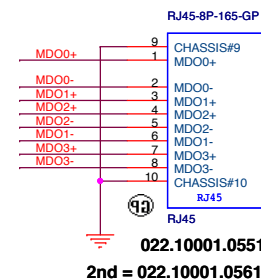 RJ45-8P-165-GP
9 CHASSIS#9
MDO0+ 1 MDO0+
MDO0- 2 MDO0-
MDO1+ 3 MDO1+
MDO2+ 4 MDO2+
MDO2- 5 MDO2-
MDO1- 6 MDO1-
MDO3+ 7 MDO3+
MDO3- 8 MDO3-
10 CHASSIS#10
RJ45
RJ45
022.10001.0551
2nd = 022.10001.0561